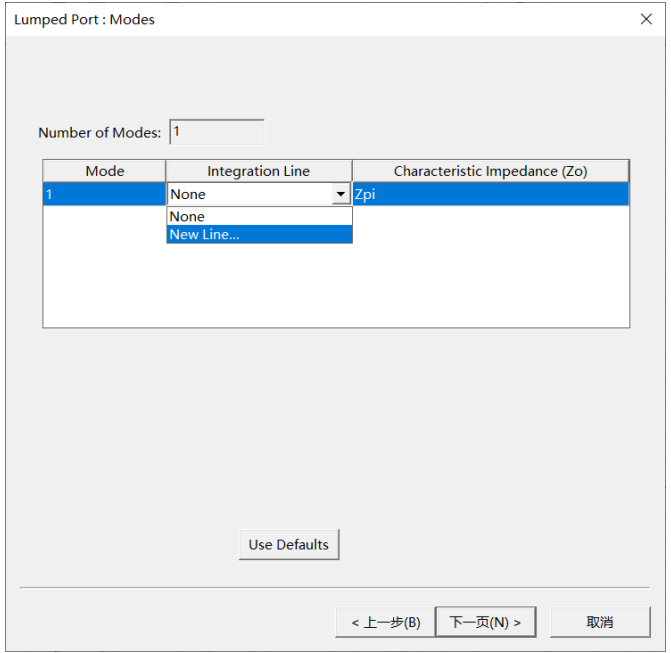 Lumped Port : Modes
Number of Modes: 1
Mode Integration Line Characteristic Impedance (Zo)
1 None Zpi
None
New Line...
Use Defaults
< 上一步(B) 下一页(N) > 取消